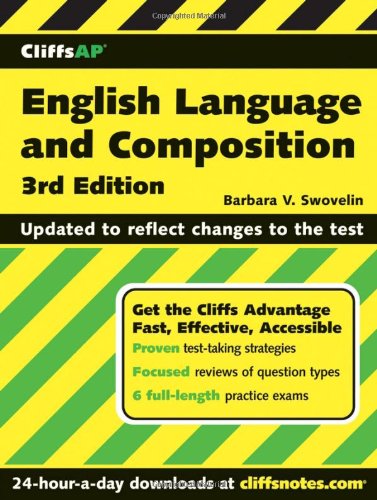 CliffsAP®
English Language
and Composition
3rd Edition
Barbara V. Swovelin
Updated to reflect changes to the test
Get the Cliffs Advantage
Fast, Effective, Accessible
Proven test-taking strategies
Focused reviews of question types
6 full-length practice exams
24-hour-a-day downloads at cliffsnotes.com®